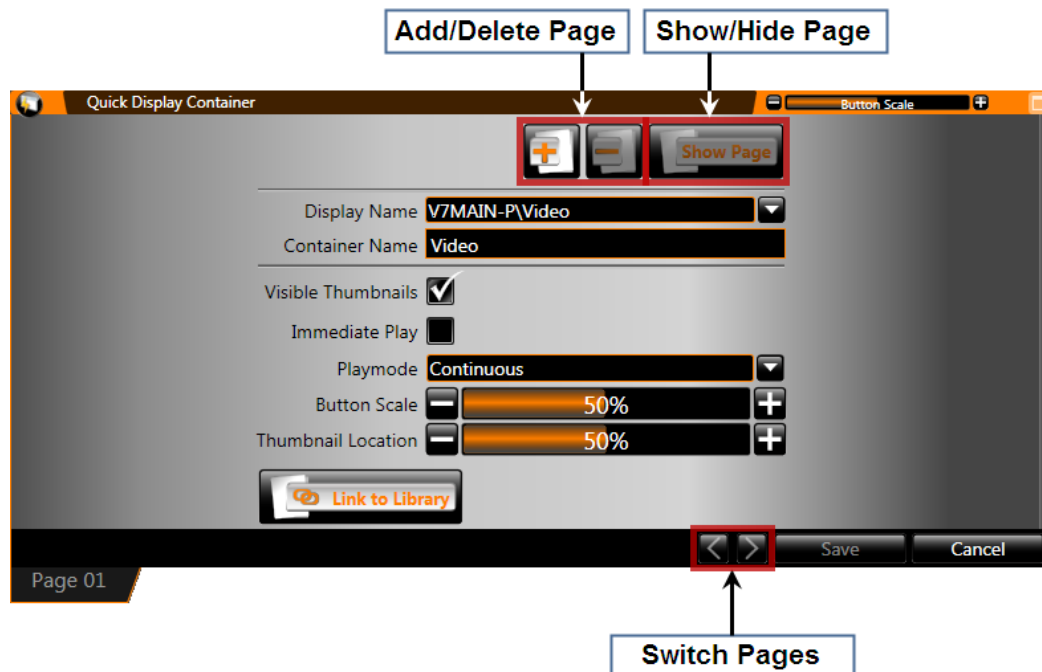 Add/Delete Page
Show/Hide Page
Quick Display Container
Button Scale
Show Page
Display Name V7MAIN-P\Video
Container Name Video
Visible Thumbnails
Immediate Play
Playmode Continuous
Button Scale 50%
Thumbnail Location 50%
Link to Library
Save Cancel
Page 01
Switch Pages